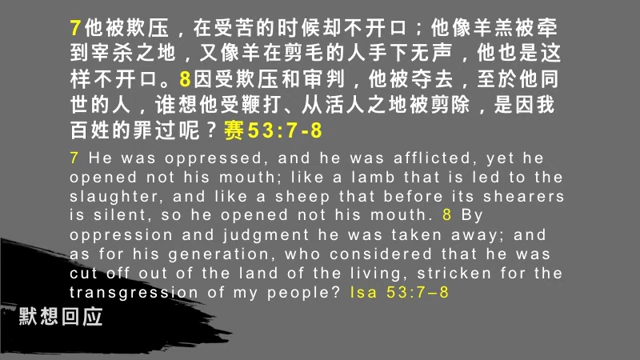 7他被欺压，在受苦的时候却不开口；他像羊羔被牵
到宰杀之地，又像羊在剪毛的人手下无声，他也是这
样不开口。8因受欺压和审判，他被夺去，至於他同
世的人，谁想他受鞭打、从活人之地被剪除，是因我
百姓的罪过呢？赛53:7-8
7 He was oppressed, and he was afflicted, yet he
opened not his mouth; like a lamb that is led to the
slaughter, and like a sheep that before its shearers
is silent, so he opened not his mouth. 8 By
oppression and judgment he was taken away; and
as for his generation, who considered that he was
cut off out of the land of the living, stricken for the
transgression of my people? Isa 53:7–8
默想回应